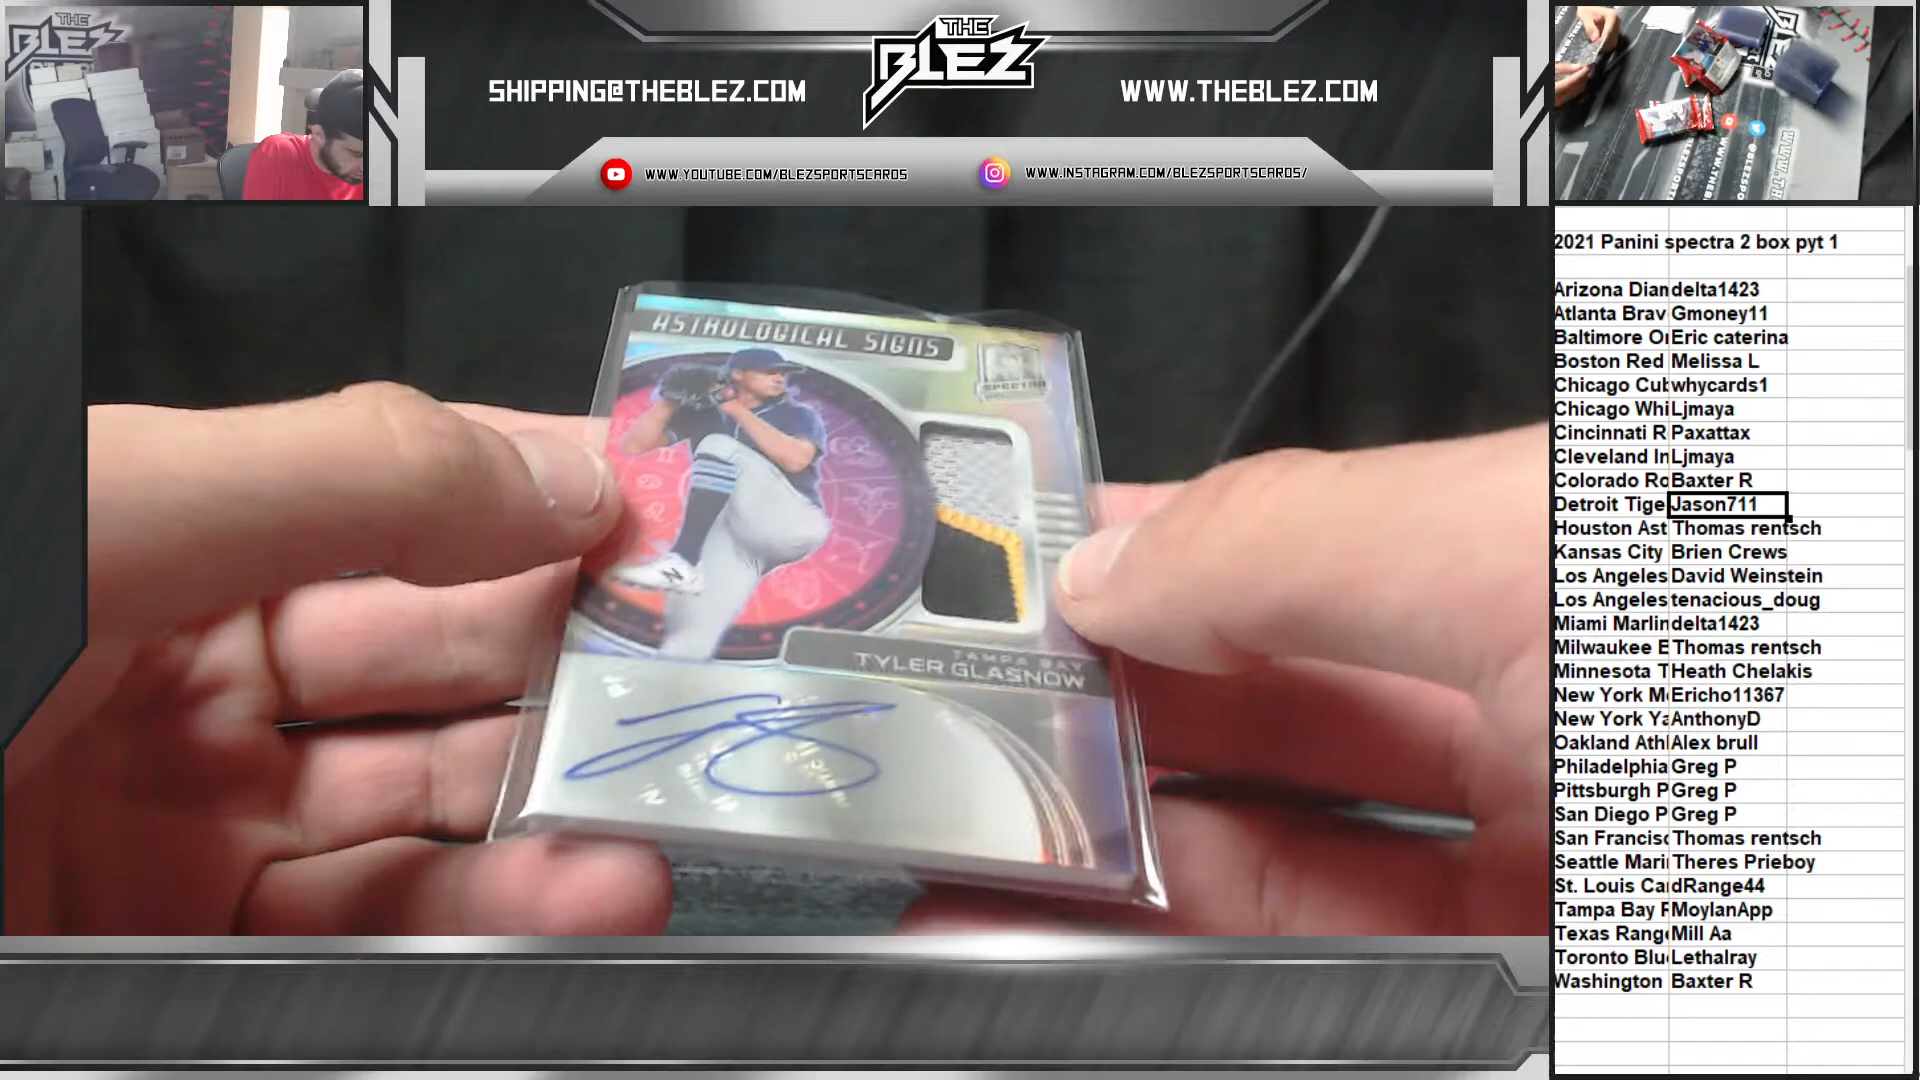 THE
BLEZ
SHIPPING@THEBLEZ.COM
THE
BLEZ
WWW.THEBLEZ.COM
WWW.YOUTUBE.COM/BLEZSPORTSCARDS
WWW.INSTAGRAM.COM/BLEZSPORTSCARDS/
ASTROLOGICAL SIGNS
SPECTRA
TAMPA BAY
TYLER GLASNOW
2021 Panini spectra 2 box pyt 1
Arizona Diam delta1423
Atlanta Brav Gmoney11
Baltimore O Eric caterina
Boston Red Melissa L
Chicago Cub whycards1
Chicago Whi Ljmaya
Cincinnati R Paxattax
Cleveland In Ljmaya
Colorado Ro Baxter R
Detroit Tige Jason711
Houston Ast Thomas rentsch
Kansas City Brien Crews
Los Angeles David Weinstein
Los Angeles tenacious_doug
Miami Marlin delta1423
Milwaukee B Thomas rentsch
Minnesota T Heath Chelakis
New York M Ericho11367
New York Ya AnthonyD
Oakland Ath Alex brull
Philadelphia Greg P
Pittsburgh P Greg P
San Diego P Greg P
San Francisc Thomas rentsch
Seattle Mari Theres Prieboy
St. Louis Car dRange44
Tampa Bay R MoylanApp
Texas Range Mill Aa
Toronto Blu Lethalray
Washington Baxter R